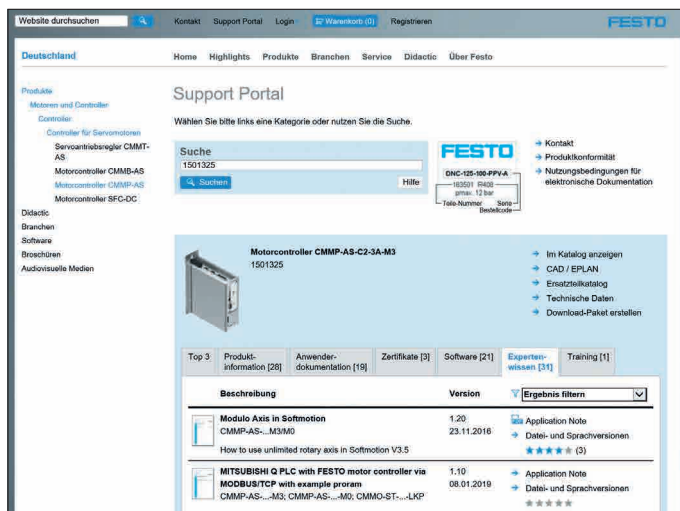 Website durchsuchen
Kontakt Support Portal Login Warenkorb (0) Registrieren
FESTO
Deutschland
Home Highlights Produkte Branchen Service Didactic Über Festo
Produkte
Motoren und Controller
Controller
Controller für Servomotoren
Servoantriebsregler CMMT-
AS
Motorcontroller CMMB-AS
Motorcontroller CMMP-AS
Motorcontroller SFC-DC
Didactic
Branchen
Software
Broschüren
Audiovisuelle Medien
Support Portal
Wählen Sie bitte links eine Kategorie oder nutzen Sie die Suche.
Suche
1501325
Suchen
Hilfe
FESTO
DNC-125-100-PPV-A
163501 R408
pmax. 12 bar
Teile-Nummer Serie
Bestellcode
Kontakt
Produktkonformität
Nutzungsbedingungen für
elektronische Dokumentation
Motorcontroller CMMP-AS-C2-3A-M3
1501325
Im Katalog anzeigen
CAD / EPLAN
Ersatzteilkatalog
Technische Daten
Download-Paket erstellen
Top 3
Produkt-
information [28]
Anwender-
dokumentation [19]
Zertifikate [3]
Software [21]
Experten-
wissen [31]
Training [1]
Beschreibung Version Ergebnis filtern
Modulo Axis in Softmotion 1.20 Application Note
CMMP-AS-...M3/M0 23.11.2016 Datei- und Sprachversionen
(3)
How to use unlimited rotary axis in Softmotion V3.5
MITSUBISHI Q PLC with FESTO motor controller via 1.10 Application Note
MODBUS/TCP with example proram 08.01.2019 Datei- und Sprachversionen
CMMP-AS-...-M3; CMMP-AS-...-M0; CMMO-ST-...-LKP